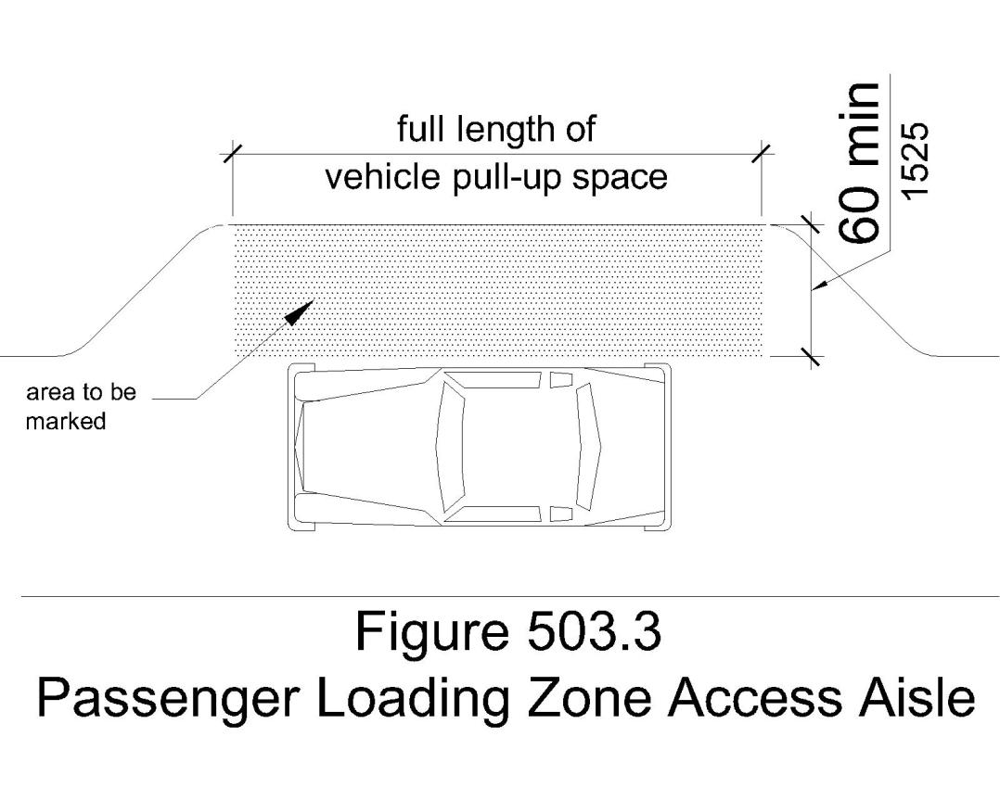 full length of
vehicle pull-up space
60 min
1525
area to be
marked
Figure 503.3
Passenger Loading Zone Access Aisle